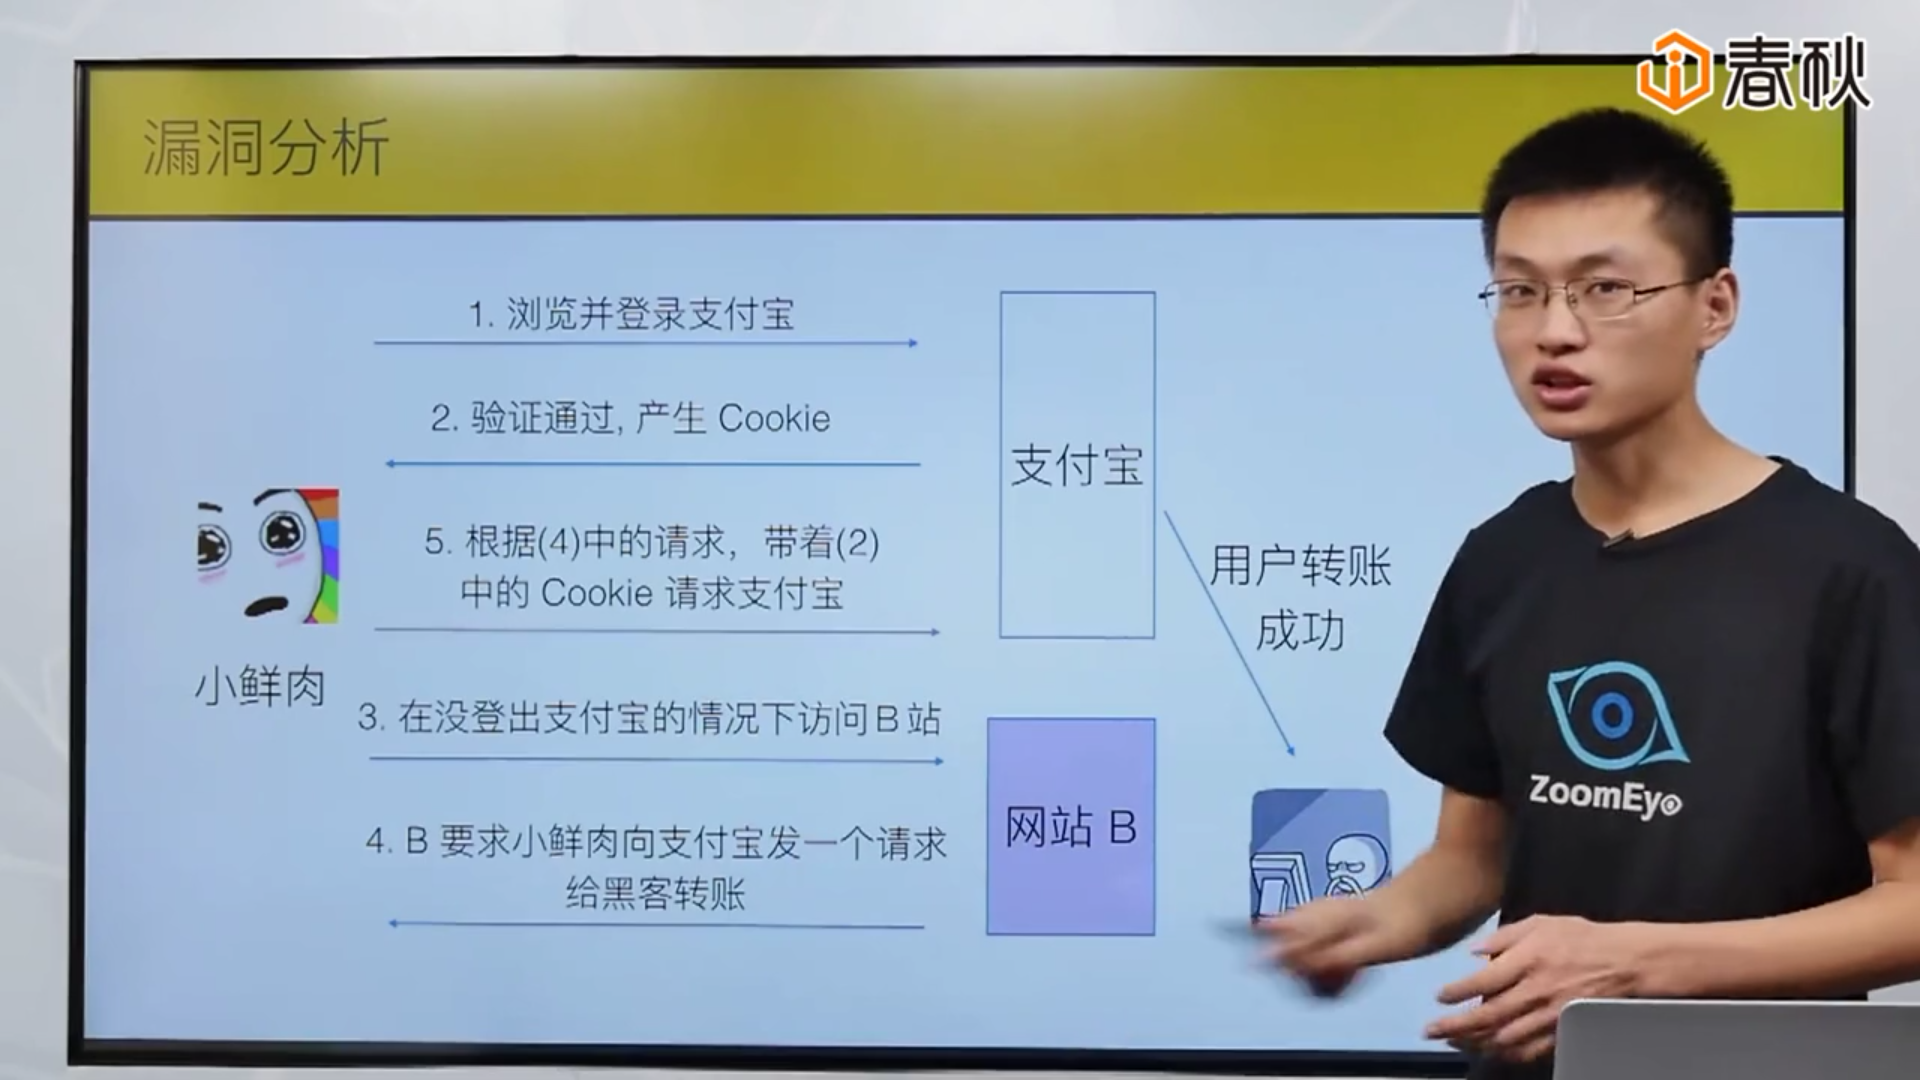 春秋
漏洞分析
1. 浏览并登录支付宝
2. 验证通过, 产生 Cookie
支付宝
5. 根据(4)中的请求，带着(2)
中的 Cookie 请求支付宝
用户转账
成功
小鲜肉
3. 在没登出支付宝的情况下访问 B 站
网站 B
4. B 要求小鲜肉向支付宝发一个请求
给黑客转账
ZoomEye